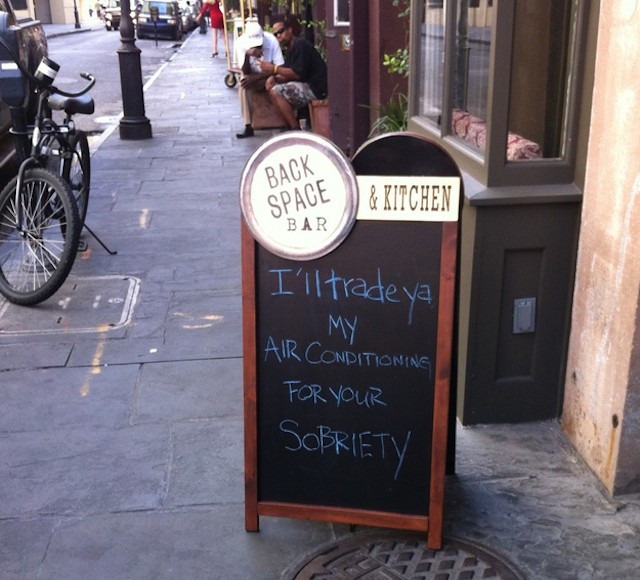 BACK
SPACE
BAR
& KITCHEN
I'll trade ya
MY
AIR CONDITIONING
FOR YOUR
SOBRIETY